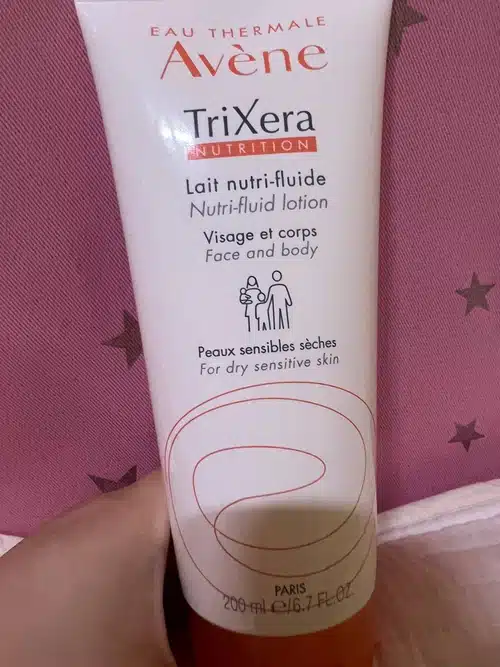 EAU THERMALE
Avène
TriXera
NUTRITION
Lait nutri-fluide
Nutri-fluid lotion
Visage et corps
Face and body
Peaux sensibles sèches
For dry sensitive skin
PARIS
200 ml e/6.7 FL.OZ.